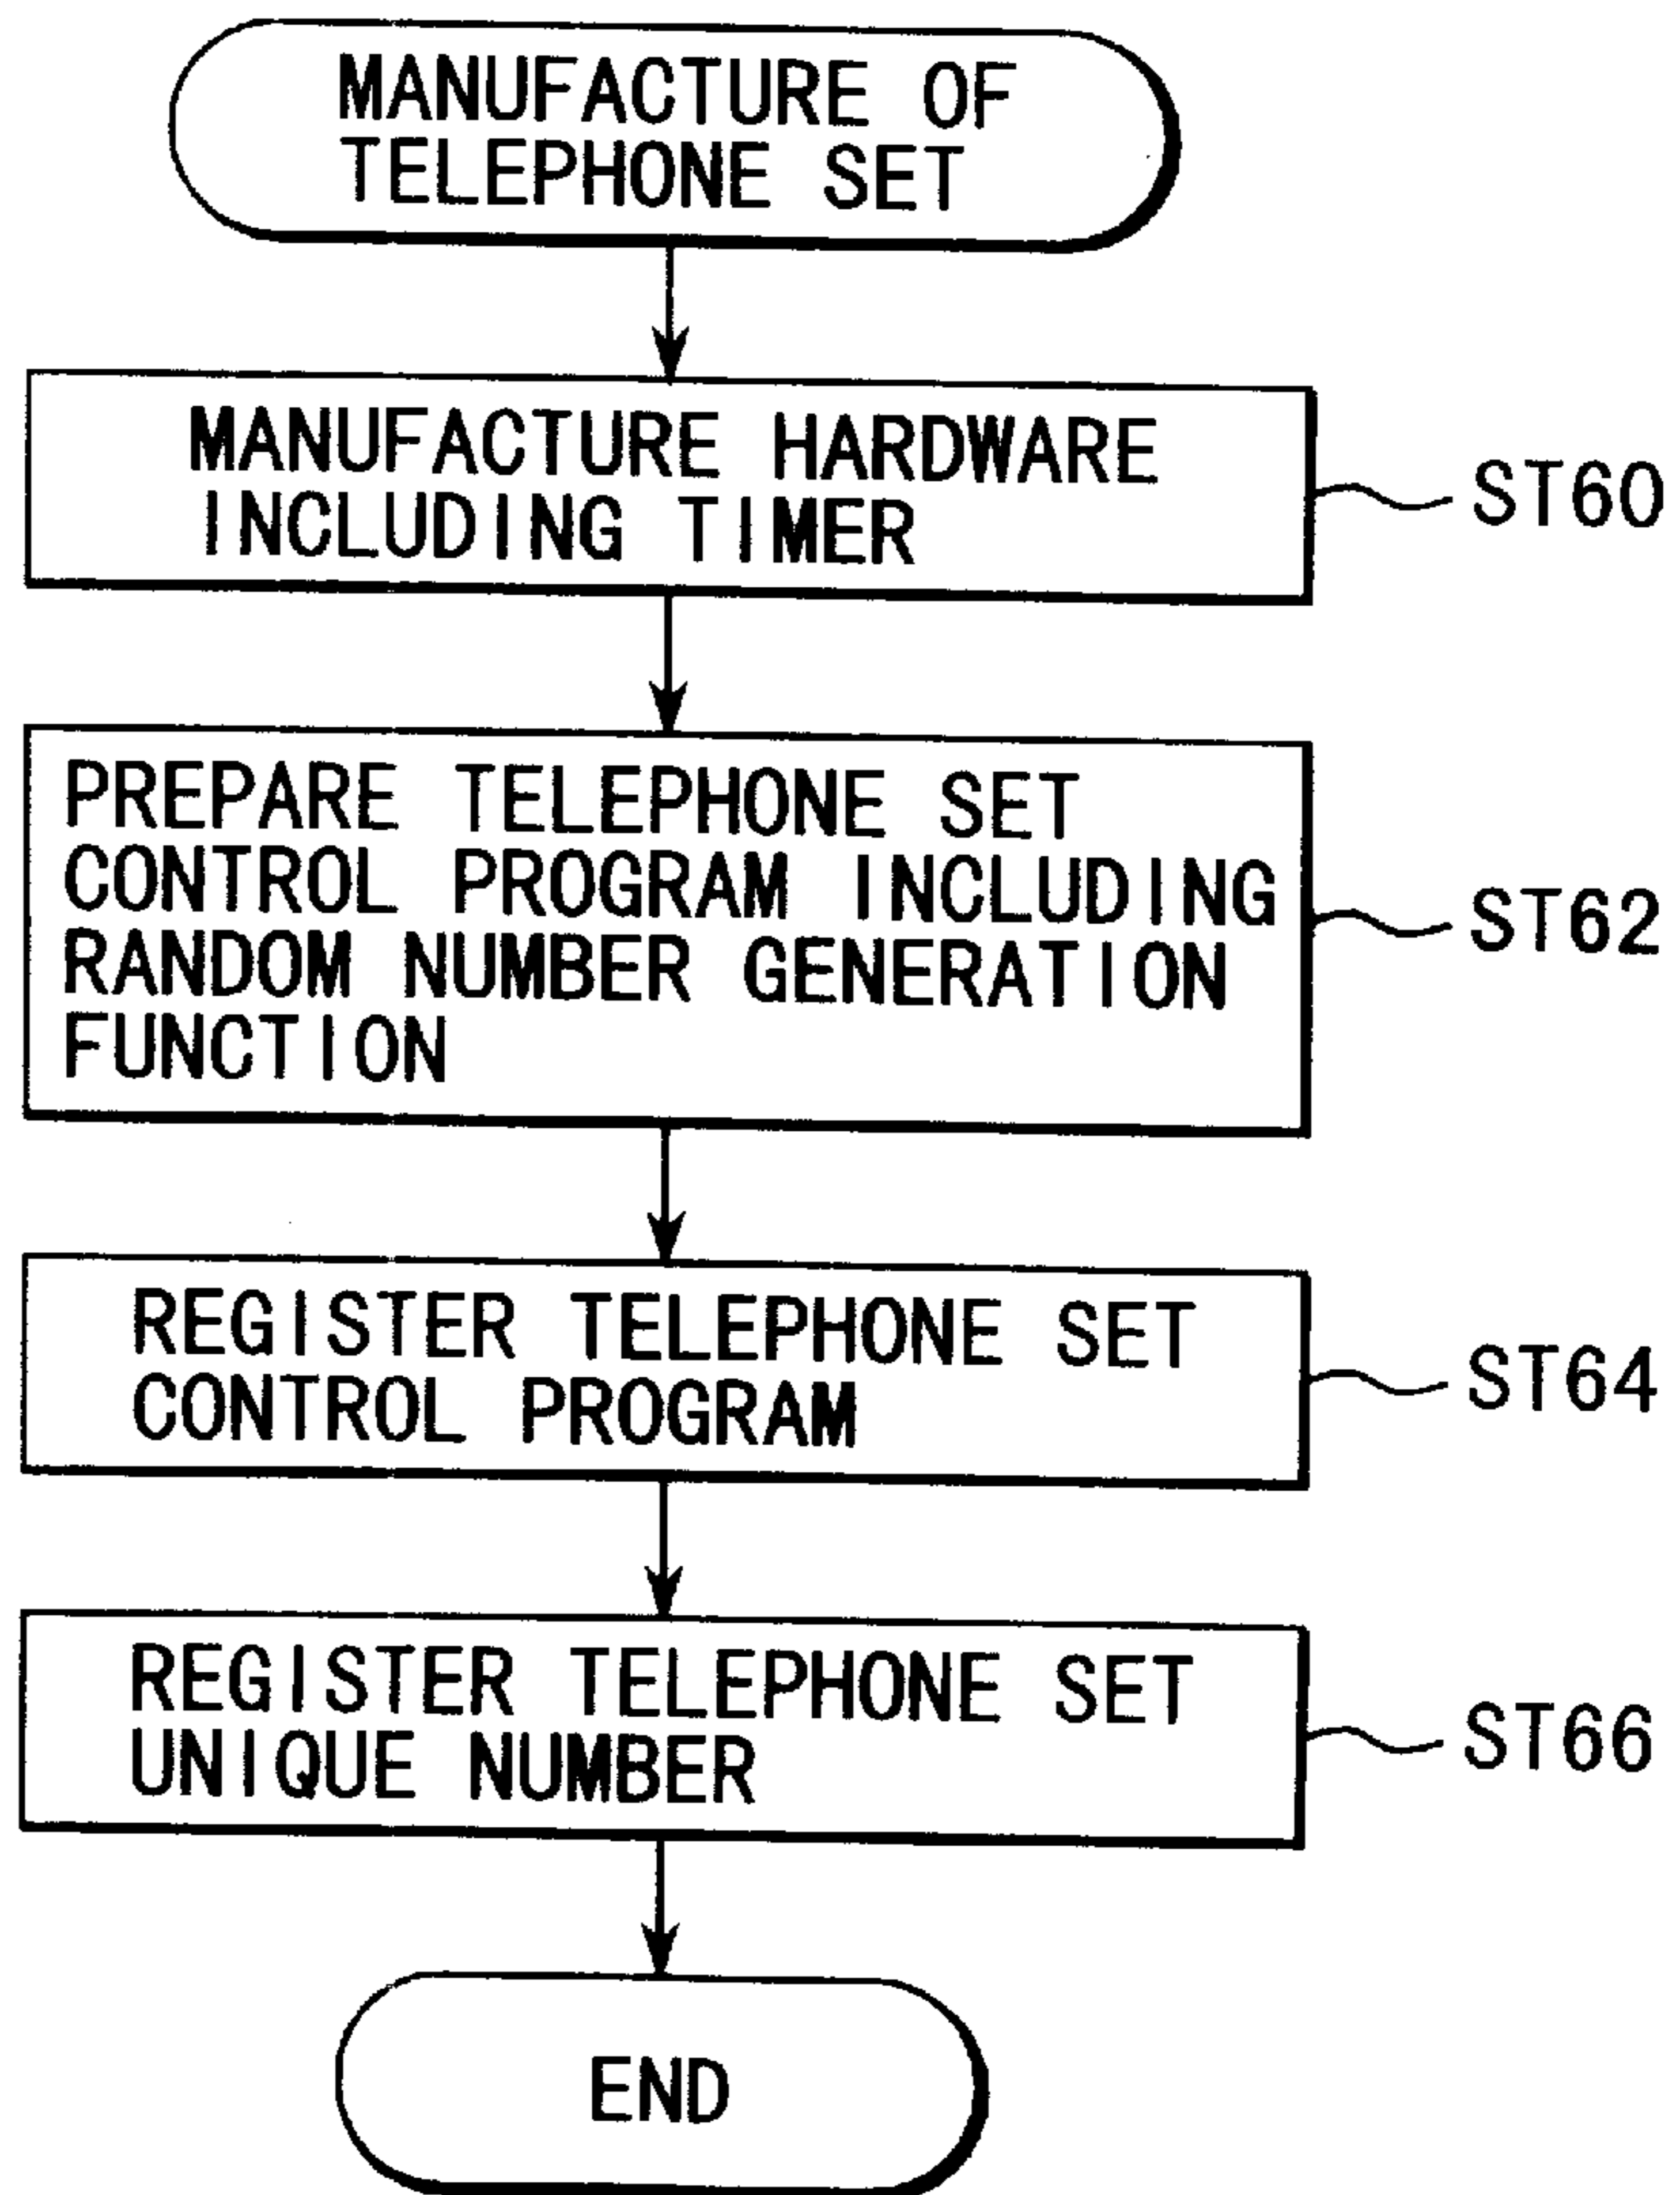 MANUFACTURE OF
TELEPHONE SET
MANUFACTURE HARDWARE
INCLUDING TIMER
ST60
PREPARE TELEPHONE SET
CONTROL PROGRAM INCLUDING
RANDOM NUMBER GENERATION
FUNCTION
ST62
REGISTER TELEPHONE SET
CONTROL PROGRAM
ST64
REGISTER TELEPHONE SET
UNIQUE NUMBER
ST66
END